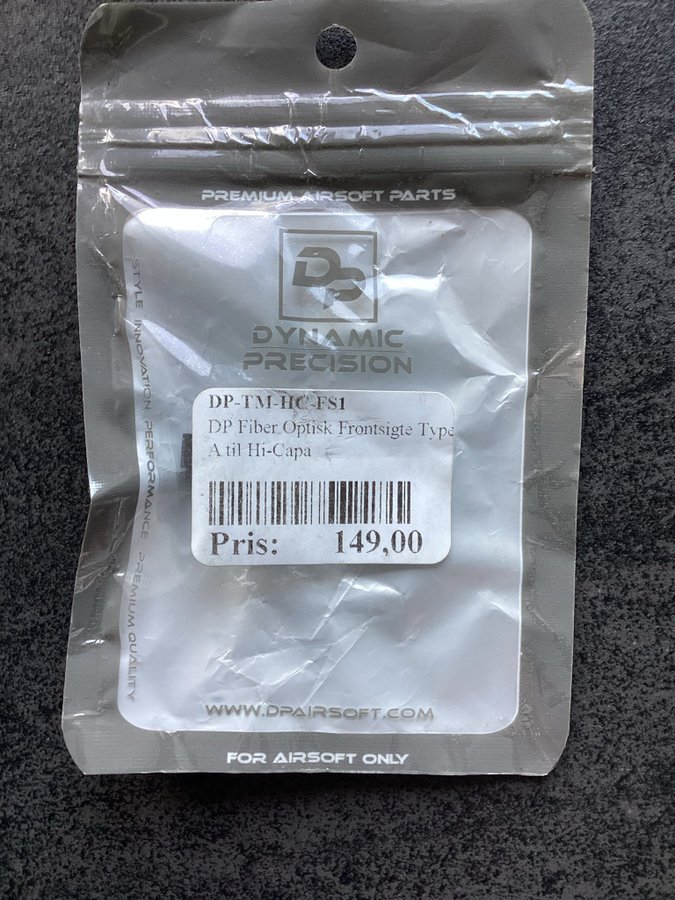 PREMIUM AIRSOFT PARTS
DP
DYNAMIC
PRECISION
STYLE INNOVATION PERFORMANCE PREMIUM QUALITY
DP-TM-HC-FS1
DP Fiber Optisk Frontsigte Type
A til Hi-Capa
Pris: 149,00
WWW.DPAIRSOFT.COM
FOR AIRSOFT ONLY